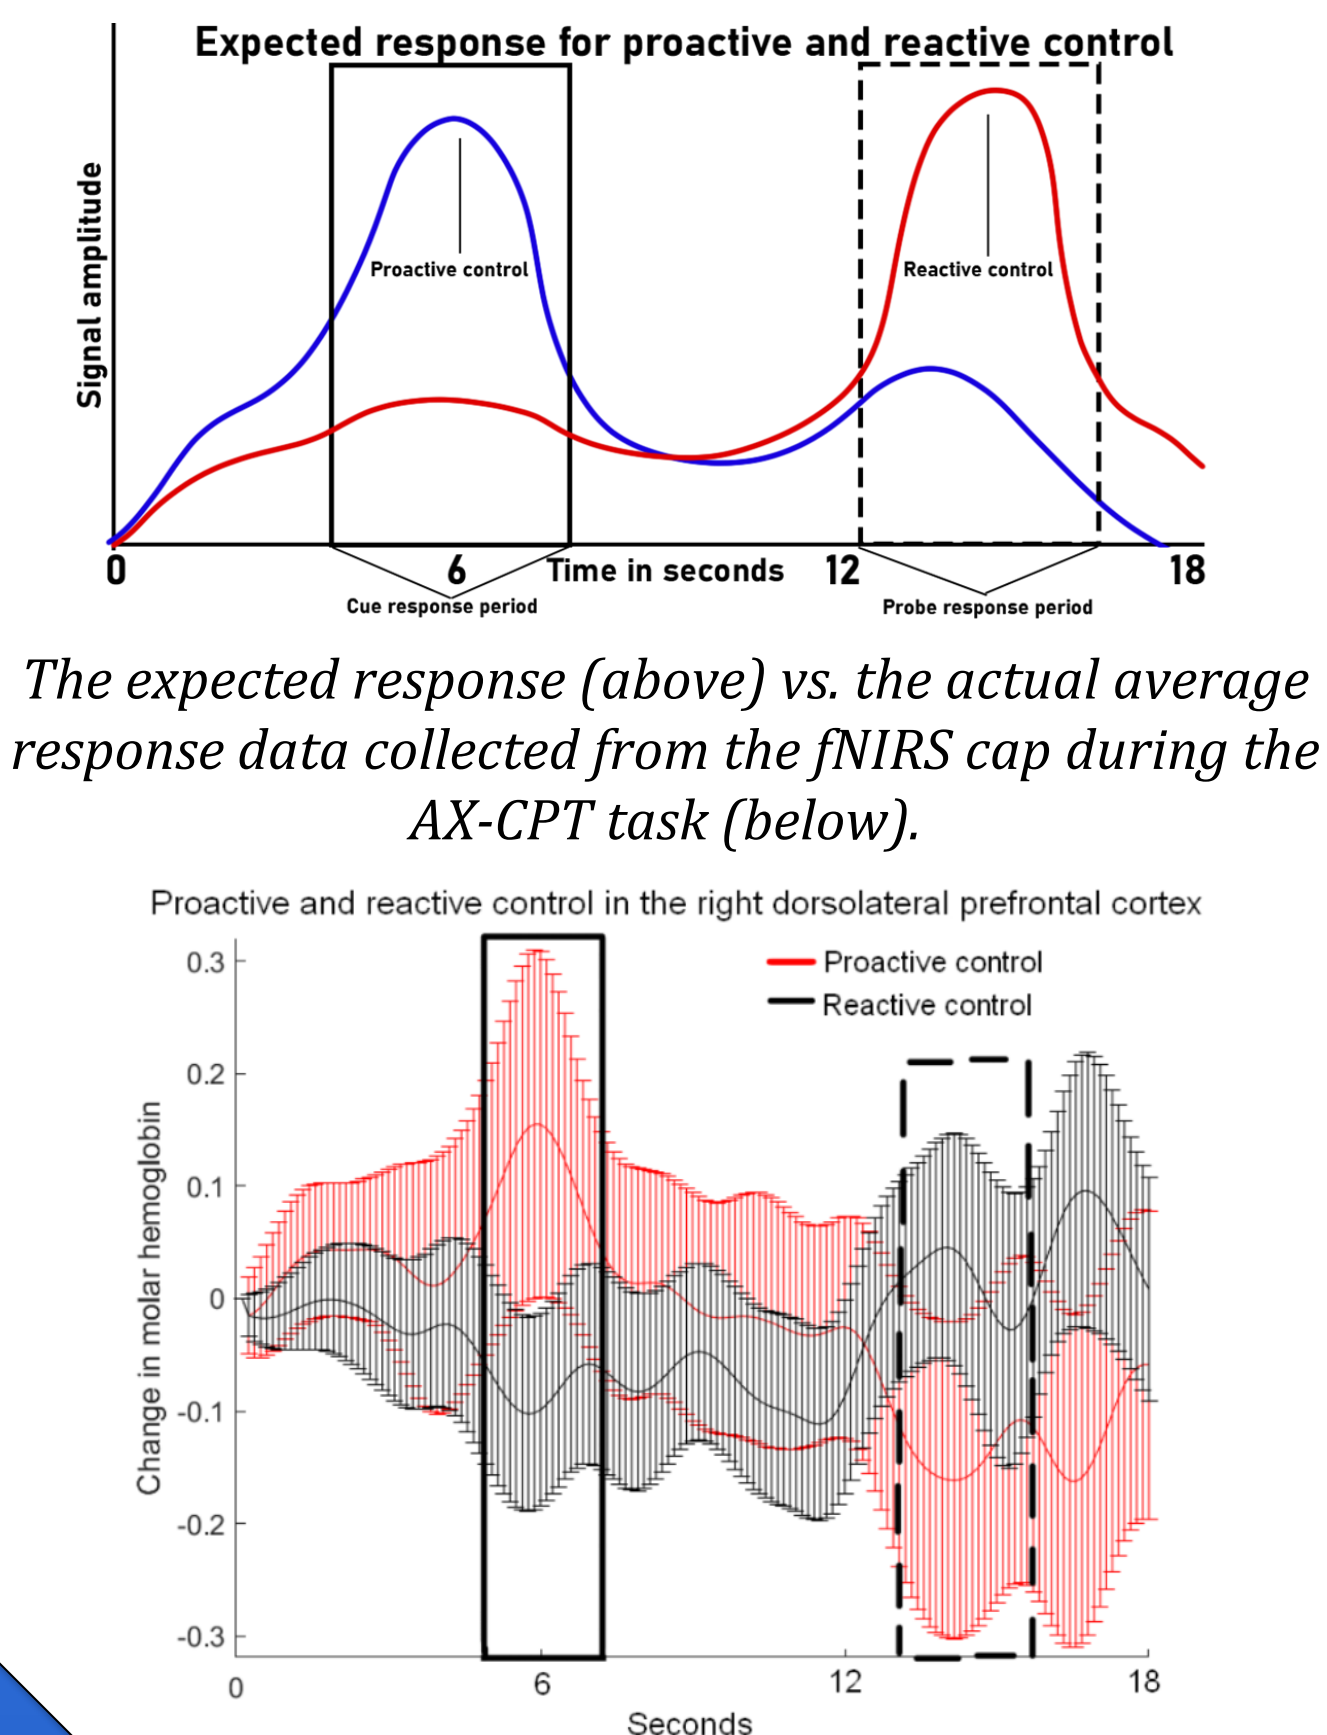 Expected response for proactive and reactive control
Signal amplitude
Proactive control
Reactive control
0
6
Time in seconds
12
18
Cue response period
Probe response period
The expected response (above) vs. the actual average
response data collected from the fNIRS cap during the
AX-CPT task (below).
Proactive and reactive control in the right dorsolateral prefrontal cortex
Proactive control
Reactive control
Change in molar hemoglobin
0.3
0.2
0.1
0
-0.1
-0.2
-0.3
0
6
12
18
Seconds